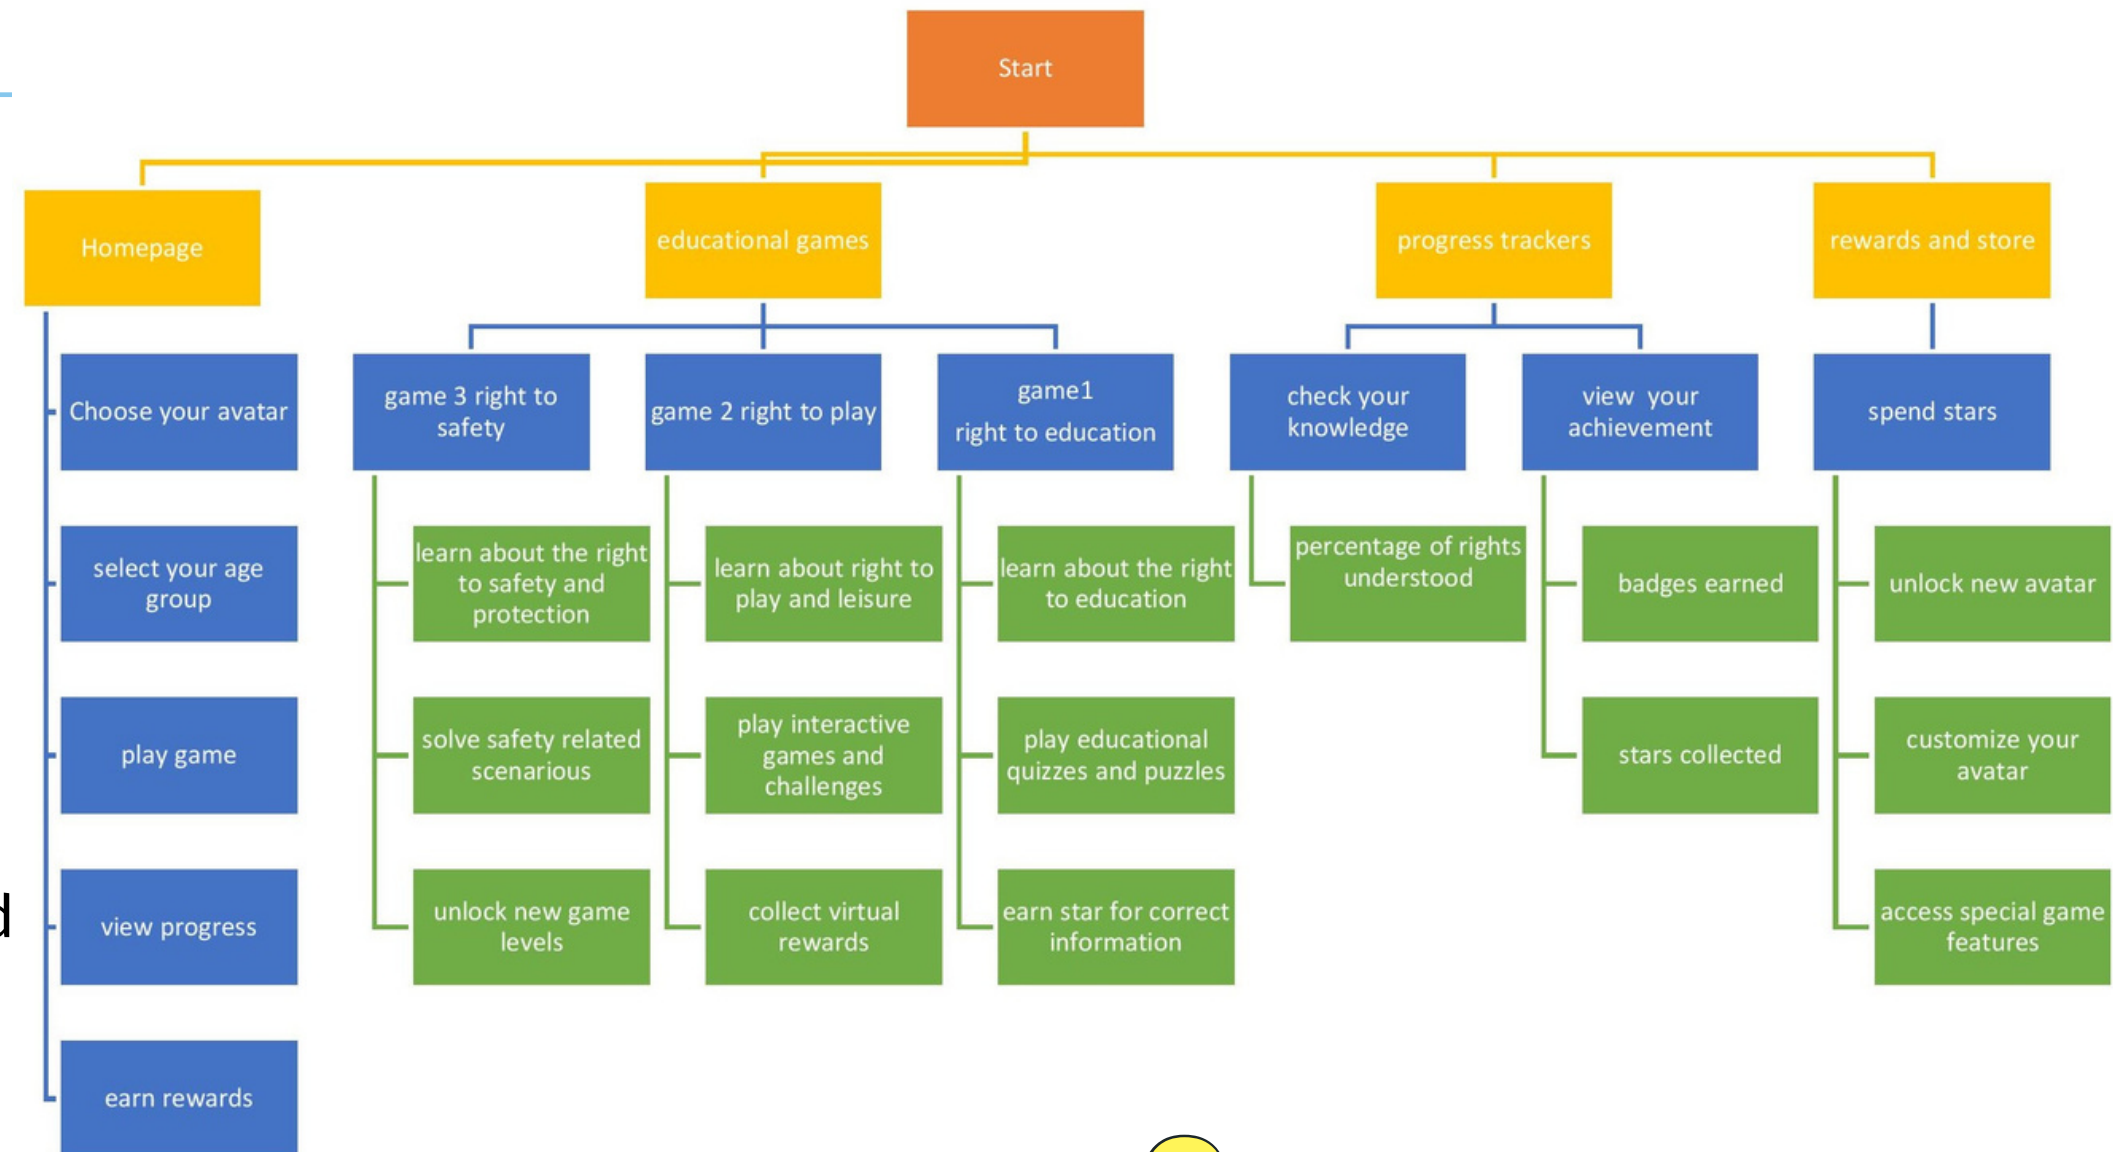 Start
Homepage
educational games
progress trackers
rewards and store
Choose your avatar
select your age
group
play game
view progress
earn rewards
game 3 right to
safety
learn about the right
to safety and
protection
solve safety related
scenarious
unlock new game
levels
game 2 right to play
learn about right to
play and leisure
play interactive
games and
challenges
collect virtual
rewards
game1
right to education
learn about the right
to education
play educational
quizzes and puzzles
earn star for correct
information
check your
knowledge
percentage of rights
understood
view your
achievement
badges earned
stars collected
spend stars
unlock new avatar
customize your
avatar
access special game
features